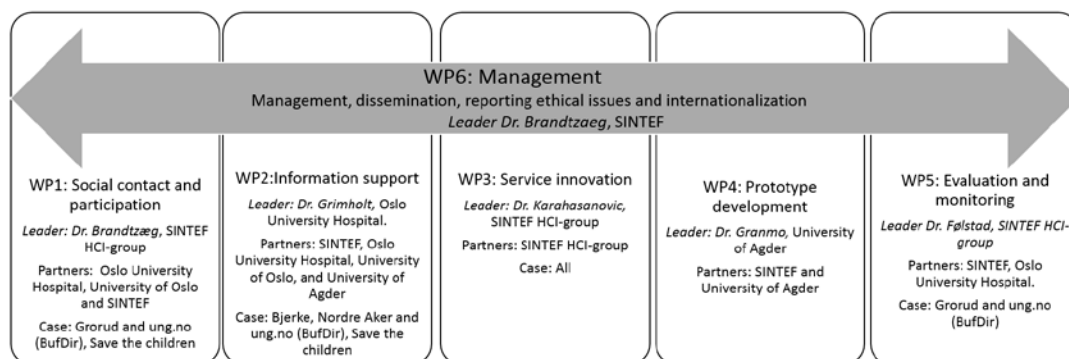 WP6: Management
Management, dissemination, reporting ethical issues and internationalization
Leader Dr. Brandtzaeg, SINTEF
WP1: Social contact and
participation
Leader: Dr. Brandtzæg, SINTEF
HCI-group
Partners: Oslo University
Hospital, University of Oslo
and SINTEF
Case: Grorud and ung.no
(BufDir), Save the children
WP2:Information support
Leader: Dr. Grimholt, Oslo
University Hospital.
Partners: SINTEF, Oslo
University Hospital, University
of Oslo, and University of
Agder
Case: Bjerke, Nordre Aker and
ung.no (BufDir), Save the
children
WP3: Service innovation
Leader: Dr. Karahasanovic,
SINTEF HCI-group
Partners: SINTEF HCI-group
Case: All
WP4: Prototype
development
Leader: Dr. Granmo, University
of Agder
Partners: SINTEF and
University of Agder
WP5: Evaluation and
monitoring
Leader Dr. Følstad, SINTEF HCI-
group
Partners: SINTEF, Oslo
University Hospital.
Case: Grorud and ung.no
(BufDir)